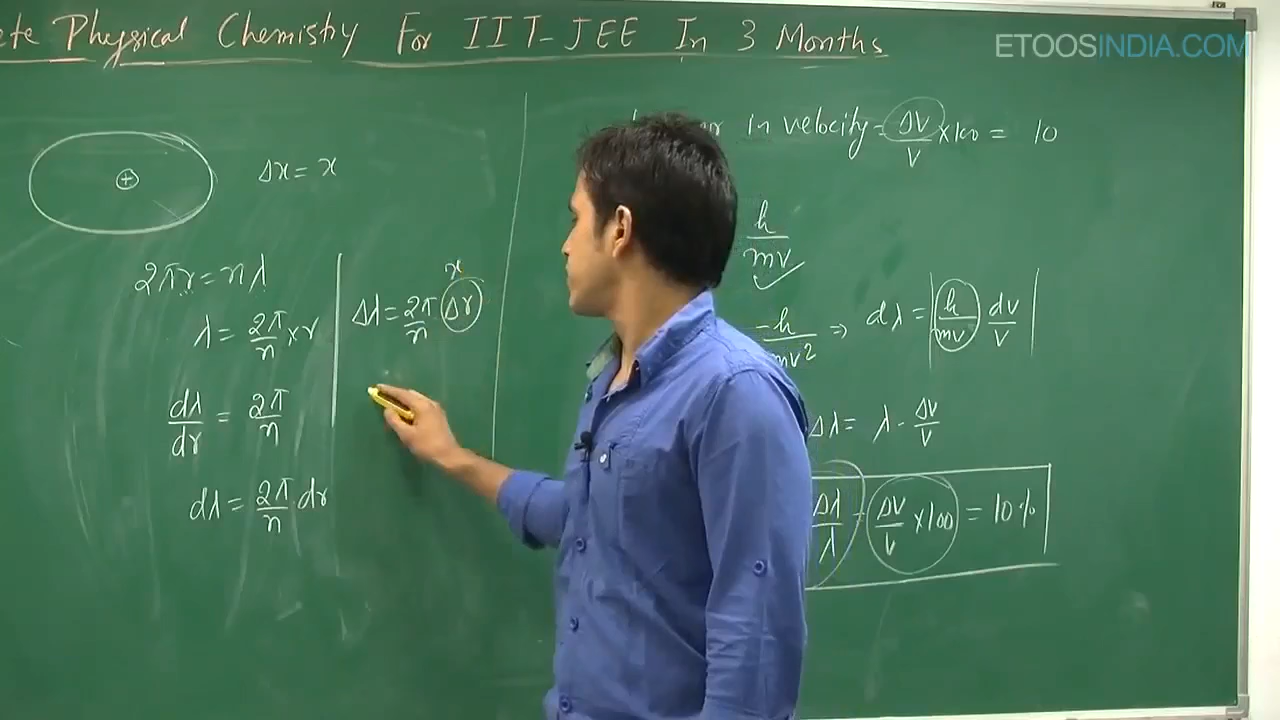 Physical Chemistry For IIT-JEE In 3 Months
ETOOSINDIA.COM
+
Δx = x
2πr = nλ
λ = 2π/n × r
dλ/dr = 2π/n
dλ = 2π/n dr
x
Δλ = 2π/n Δr
in velocity = ΔV/V × 100 = 10
h/mv
-h/mv² ⇒ dλ = |h/mv dv/v|
Δλ = λ · ΔV/V
Δλ/λ = ΔV/V × 100 = 10%